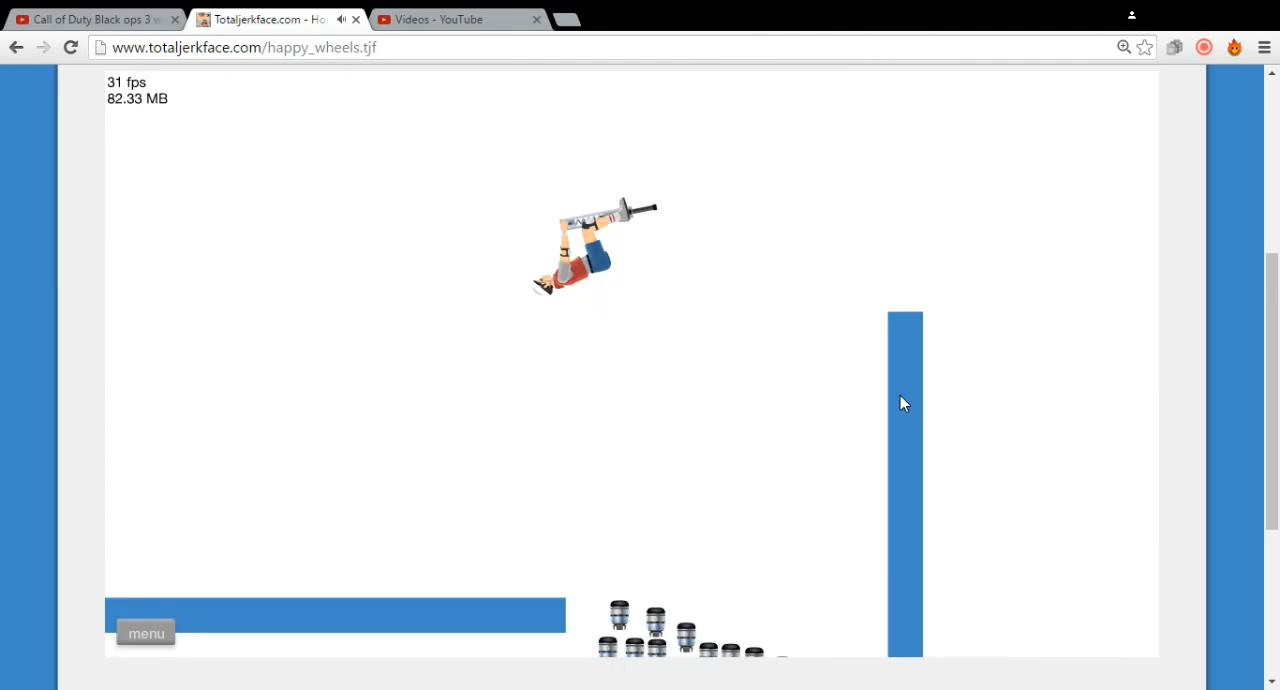 Call of Duty Black ops 3 w
Totaljerkface.com - Ho
Videos - YouTube
www.totaljerkface.com/happy_wheels.tjf
31 fps
82.33 MB
menu